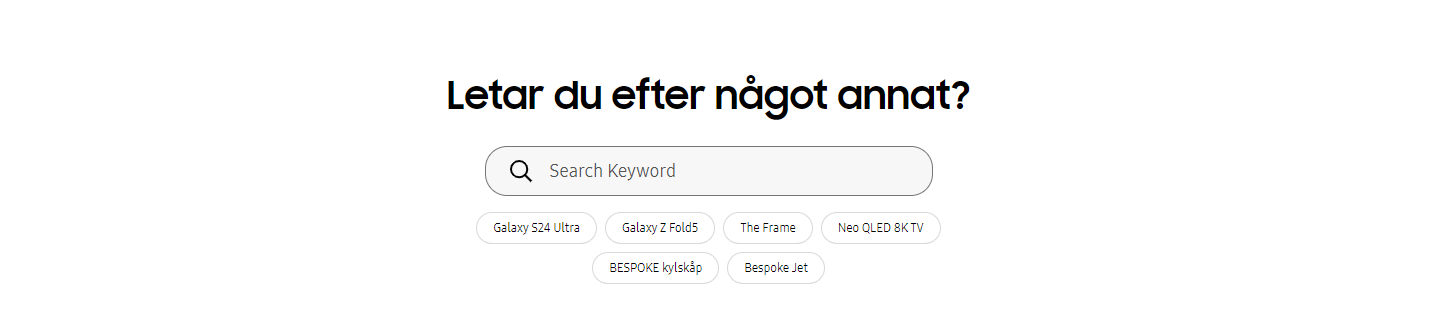 Letar du efter något annat?
Search Keyword
Galaxy S24 Ultra Galaxy Z Fold5 The Frame Neo QLED 8K TV
BESPOKE kylskåp Bespoke Jet